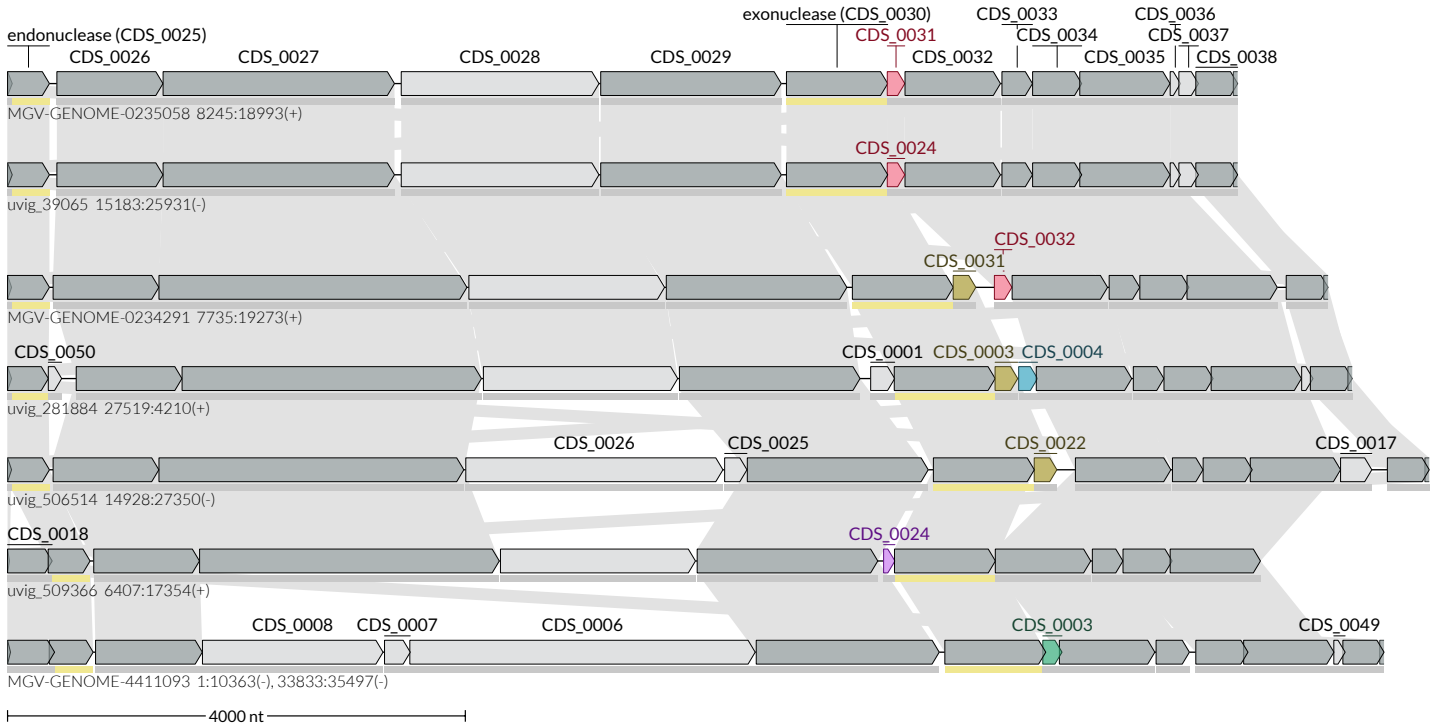 endonuclease (CDS_0025)
exonuclease (CDS_0030)
CDS_0033
CDS_0036
CDS_0031
CDS_0034
CDS_0037
CDS_0026
CDS_0027
CDS_0028
CDS_0029
CDS_0032
CDS_0035
CDS_0038
MGV-GENOME-0235058 8245:18993(+)
CDS_0024
uvig_39065 15183:25931(-)
CDS_0032
CDS_0031
MGV-GENOME-0234291 7735:19273(+)
CDS_0050
CDS_0001
CDS_0003
CDS_0004
uvig_281884 27519:4210(+)
CDS_0026
CDS_0025
CDS_0022
CDS_0017
uvig_506514 14928:27350(-)
CDS_0018
CDS_0024
uvig_509366 6407:17354(+)
CDS_0008
CDS_0007
CDS_0006
CDS_0003
CDS_0049
MGV-GENOME-4411093 1:10363(-), 33833:35497(-)
4000 nt